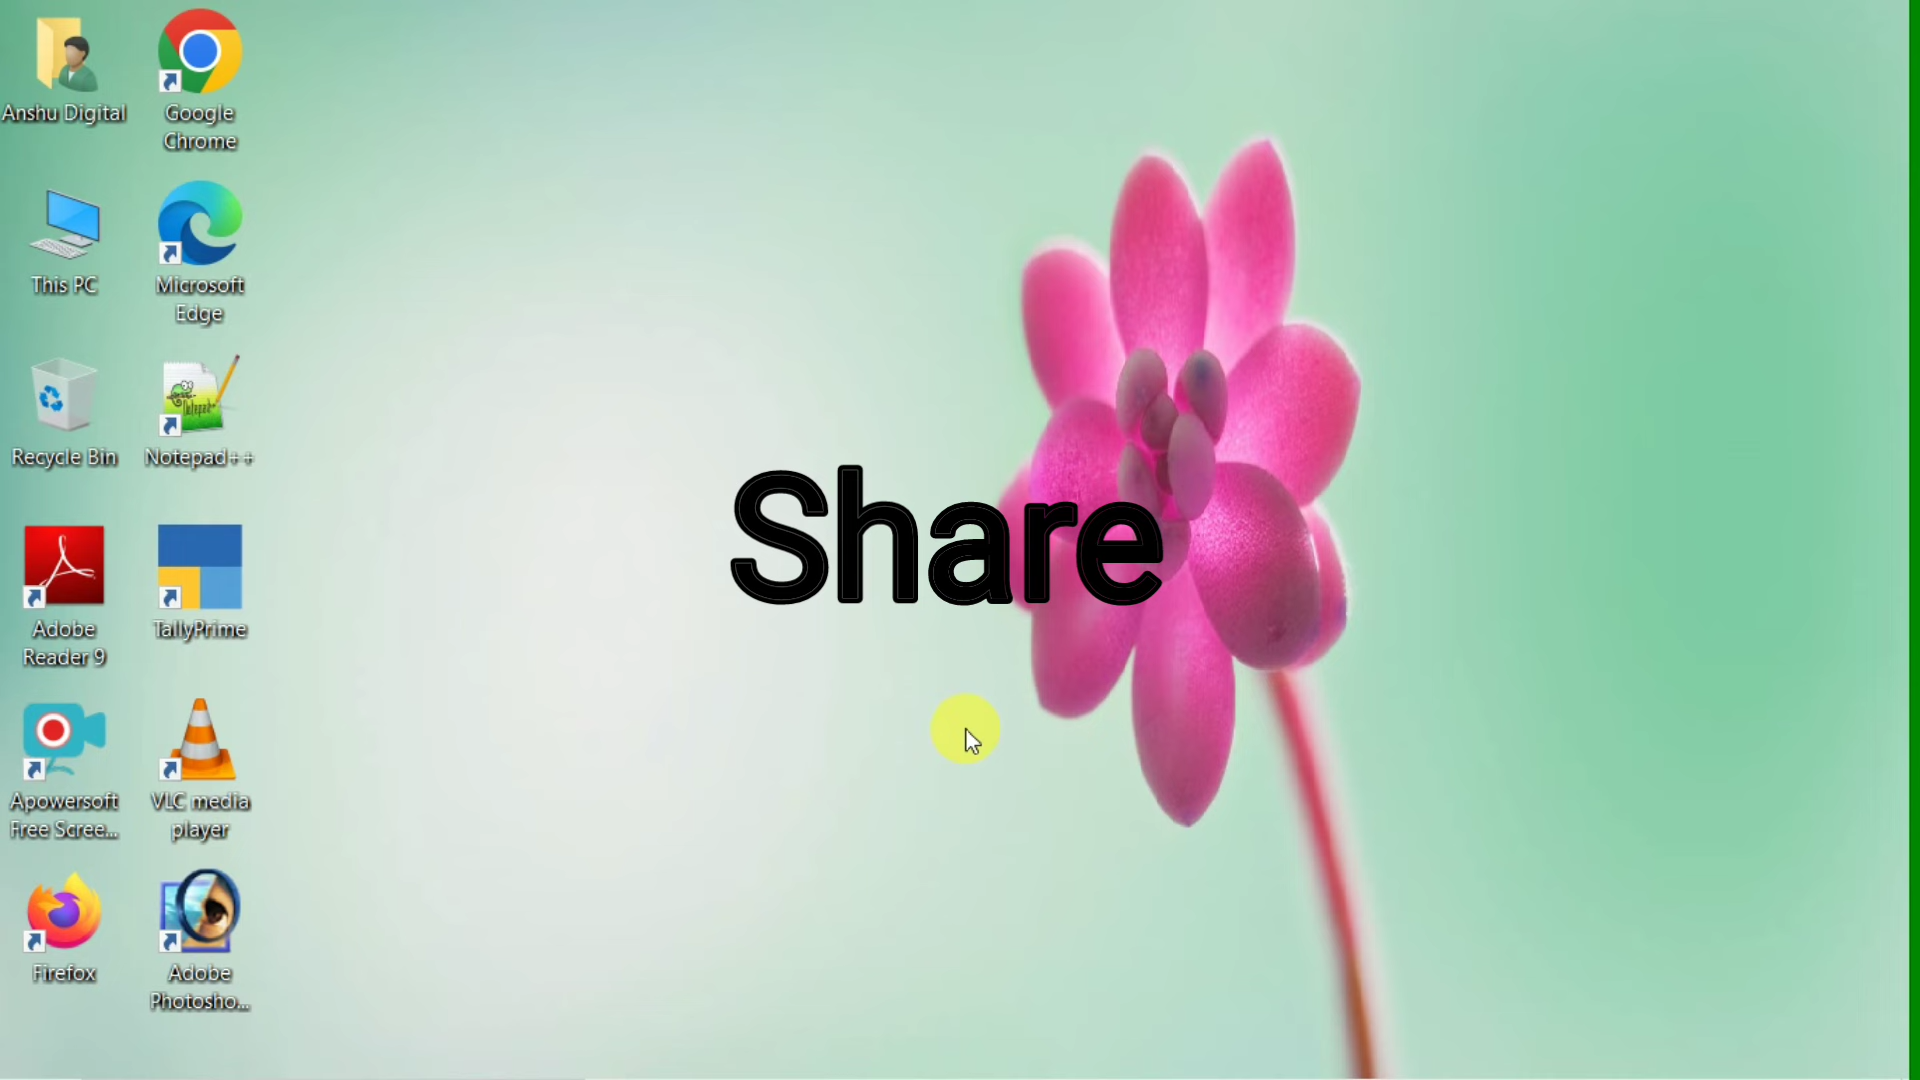 Anshu Digital
Google
Chrome
This PC
Microsoft
Edge
Recycle Bin
Notepad++
Adobe
Reader 9
TallyPrime
Apowersoft
Free Scree...
VLC media
player
Firefox
Adobe
Photosho...
Share